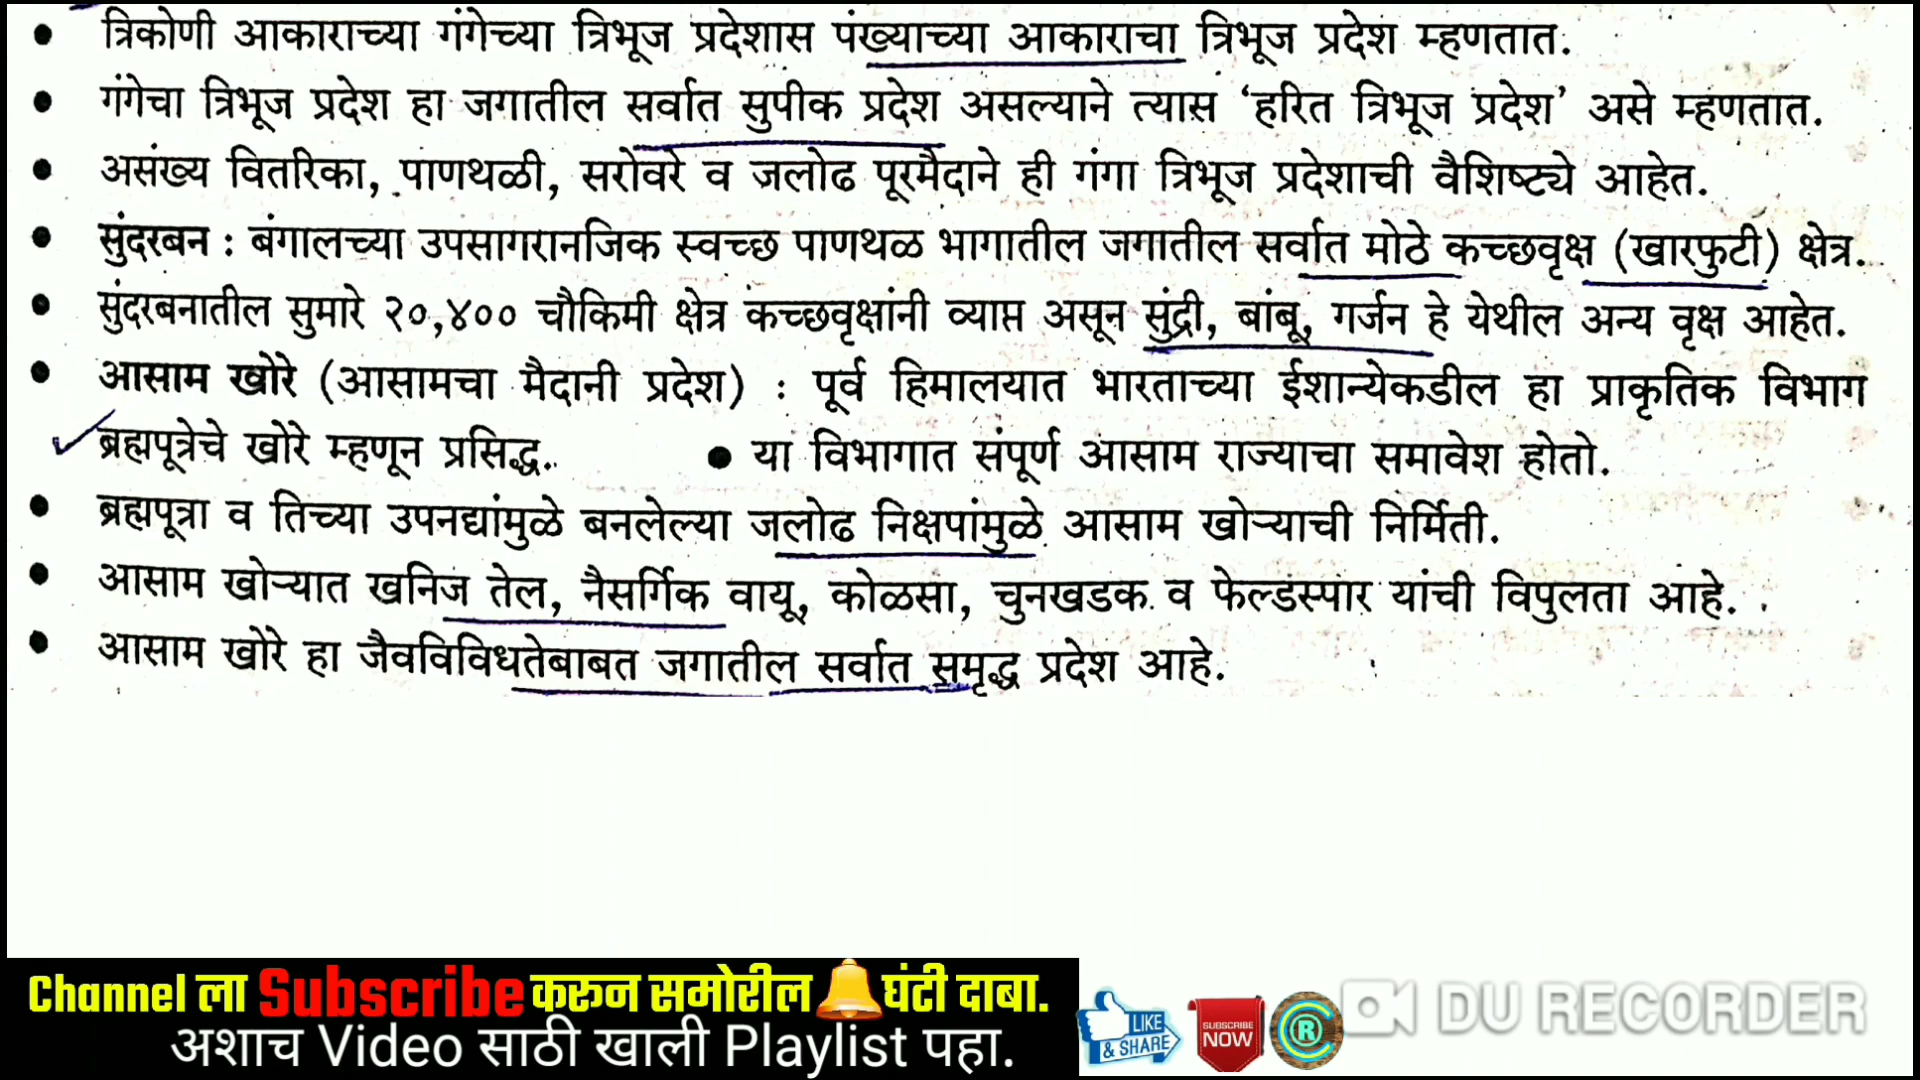 • त्रिकोणी आकाराच्या गंगेच्या त्रिभूज प्रदेशास पंख्याच्या आकाराचा त्रिभूज प्रदेश म्हणतात.
• गंगेचा त्रिभूज प्रदेश हा जगातील सर्वात सुपीक प्रदेश असल्याने त्यास ‘हरित त्रिभूज प्रदेश’ असे म्हणतात.
• असंख्य वितरिका, पाणथळी, सरोवरे व जलोढ पूरमैदाने ही गंगा त्रिभूज प्रदेशाची वैशिष्ट्ये आहेत.
• सुंदरबन : बंगालच्या उपसागरानजिक स्वच्छ पाणथळ भागातील जगातील सर्वात मोठे कच्छवृक्ष (खारफुटी) क्षेत्र.
• सुंदरबनातील सुमारे २०,४०० चौकिमी क्षेत्र कच्छवृक्षांनी व्याप्त असून सुंद्री, बांबू, गर्जन हे येथील अन्य वृक्ष आहेत.
• आसाम खोरे (आसामचा मैदानी प्रदेश) : पूर्व हिमालयात भारताच्या ईशान्येकडील हा प्राकृतिक विभाग
ब्रह्मपूत्रेचे खोरे म्हणून प्रसिद्ध. • या विभागात संपूर्ण आसाम राज्याचा समावेश होतो.
• ब्रह्मपूत्रा व तिच्या उपनद्यांमुळे बनलेल्या जलोढ निक्षपांमुळे आसाम खोऱ्याची निर्मिती.
• आसाम खोऱ्यात खनिज तेल, नैसर्गिक वायू, कोळसा, चुनखडक व फेल्डस्पार यांची विपुलता आहे.
• आसाम खोरे हा जैवविविधतेबाबत जगातील सर्वात समृद्ध प्रदेश आहे.
Channel ला Subscribe करून समोरील घंटी दाबा.
अशाच Video साठी खाली Playlist पहा.
LIKE & SHARE
SUBSCRIBE NOW
R
DU RECORDER